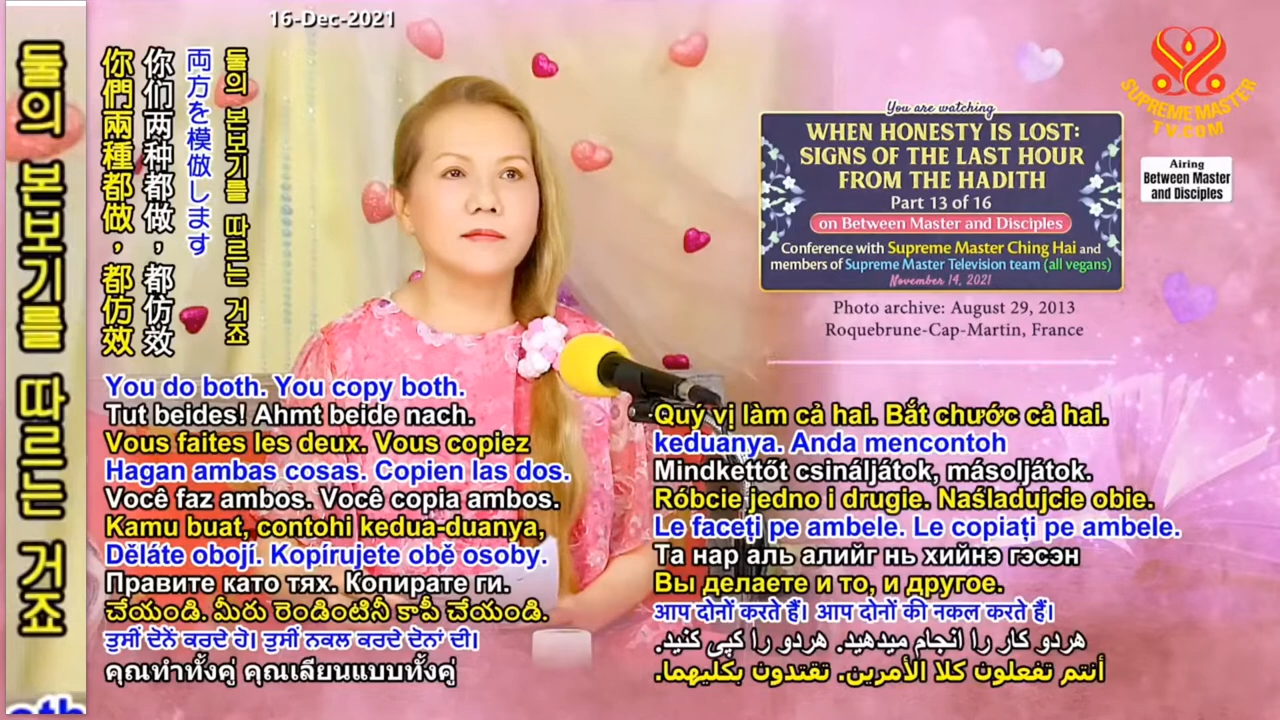 16-Dec-2021
둘의 본보기를 따르는 거죠
你們兩種都做，都仿效
你们两种都做，都仿效
両方を模倣します
둘의 본보기를 따르는 거죠
SUPREME MASTER
TV.COM
You are watching
WHEN HONESTY IS LOST:
SIGNS OF THE LAST HOUR
FROM THE HADITH
Part 13 of 16
on Between Master and Disciples
Conference with Supreme Master Ching Hai and
members of Supreme Master Television team (all vegans)
November 14, 2021
Airing
Between Master
and Disciples
Photo archive: August 29, 2013
Roquebrune-Cap-Martin, France
You do both. You copy both.
Tut beides! Ahmt beide nach.
Vous faites les deux. Vous copiez
Hagan ambas cosas. Copien las dos.
Você faz ambos. Você copia ambos.
Kamu buat, contohi kedua-duanya,
Děláte obojí. Kopírujete obě osoby.
Правите като тях. Копирате ги.
చేయండి. మీరు రెండింటినీ కాపీ చేయండి.
ਤੁਸੀਂ ਦੋਨੋਂ ਕਰਦੇ ਹੋ। ਤੁਸੀਂ ਨਕਲ ਕਰਦੇ ਦੋਨਾਂ ਦੀ।
คุณทำทั้งคู่ คุณเลียนแบบทั้งคู่
Quý vị làm cả hai. Bắt chước cả hai.
keduanya. Anda mencontoh
Mindkettőt csináljátok, másoljátok.
Róbcie jedno i drugie. Naśladujcie obie.
Le faceți pe ambele. Le copiați pe ambele.
Та нар аль алийг нь хийнэ гэсэн
Вы делаете и то, и другое.
आप दोनों करते हैं। आप दोनों की नकल करते हैं।
هردو کار را انجام میدهید. هردو را کپی کنید.
أنتم تفعلون كلا الأمرين. تقتدون بكليهما.